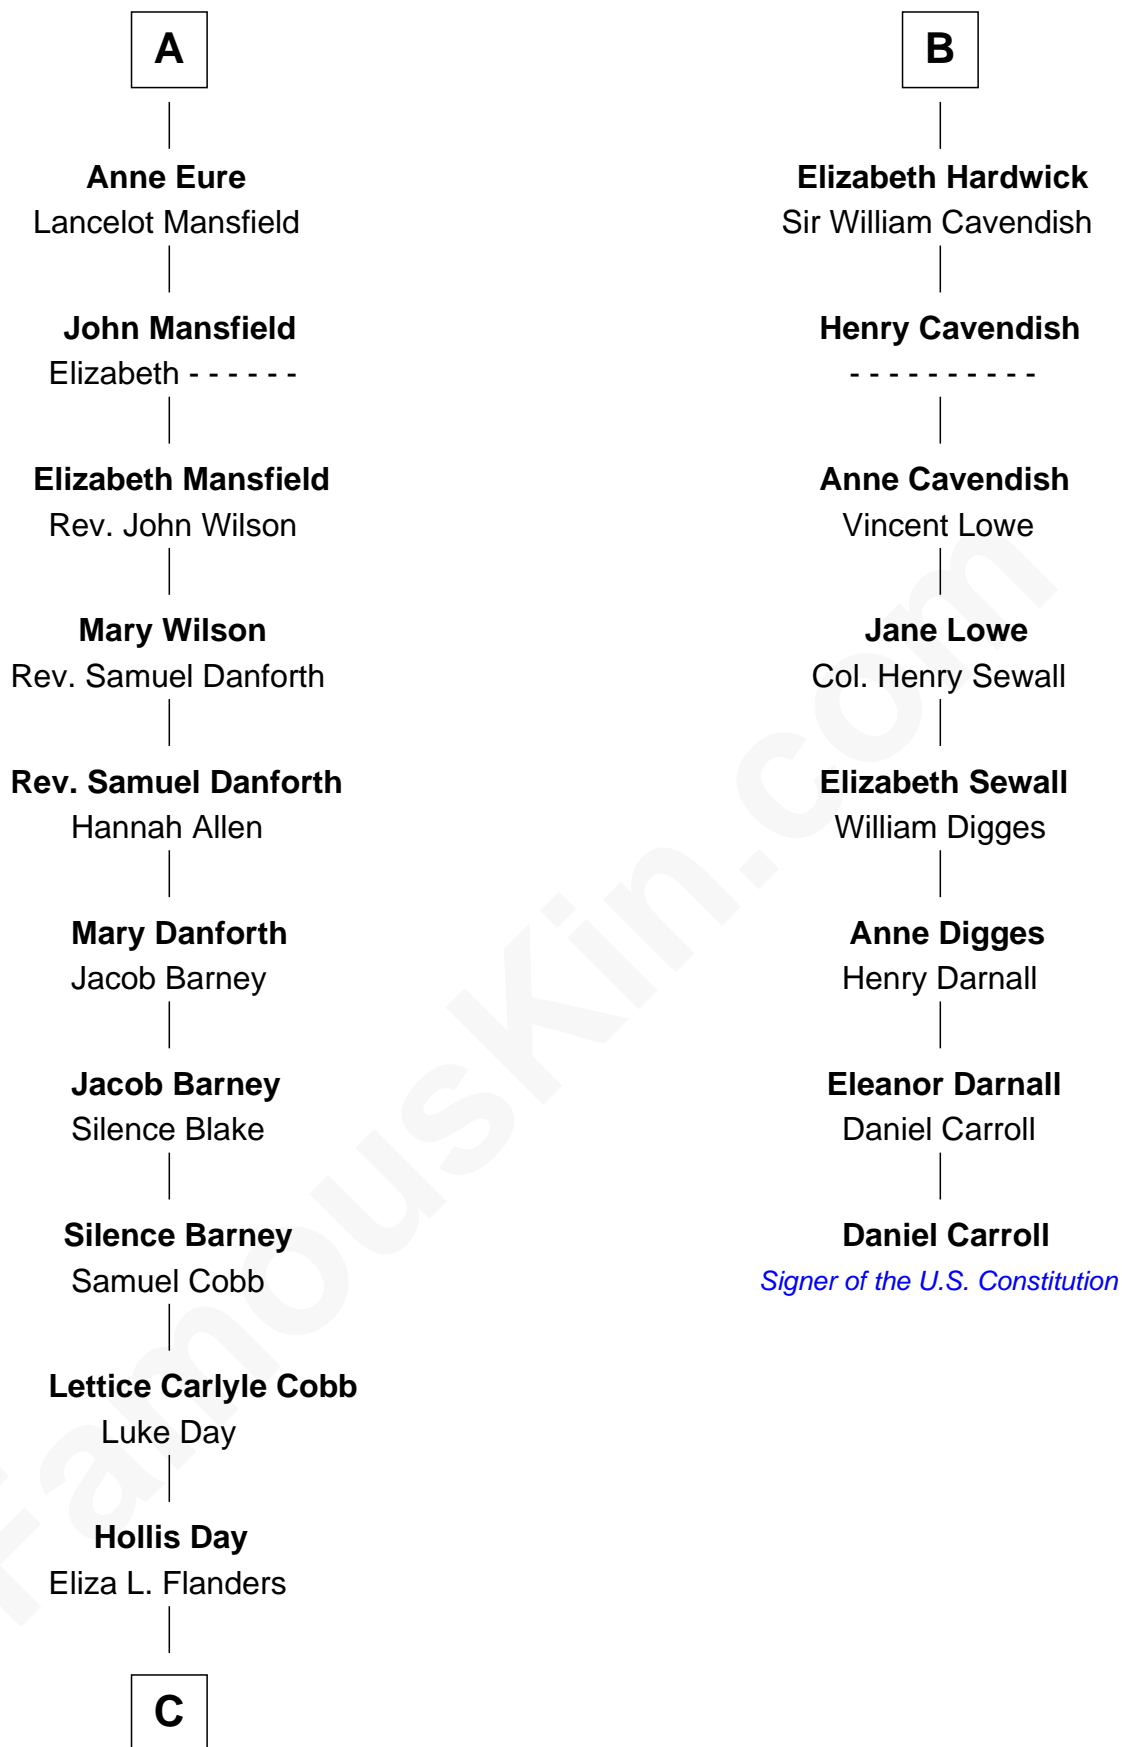 A
Anne Eure
Lancelot Mansfield
John Mansfield
Elizabeth - - - - - -
Elizabeth Mansfield
Rev. John Wilson
Mary Wilson
Rev. Samuel Danforth
Rev. Samuel Danforth
Hannah Allen
Mary Danforth
Jacob Barney
Jacob Barney
Silence Blake
Silence Barney
Samuel Cobb
Lettice Carlyle Cobb
Luke Day
Hollis Day
Eliza L. Flanders
C
B
Elizabeth Hardwick
Sir William Cavendish
Henry Cavendish
- - - - - - - - - -
Anne Cavendish
Vincent Lowe
Jane Lowe
Col. Henry Sewall
Elizabeth Sewall
William Digges
Anne Digges
Henry Darnall
Eleanor Darnall
Daniel Carroll
Daniel Carroll
Signer of the U.S. Constitution
FamousKin.com